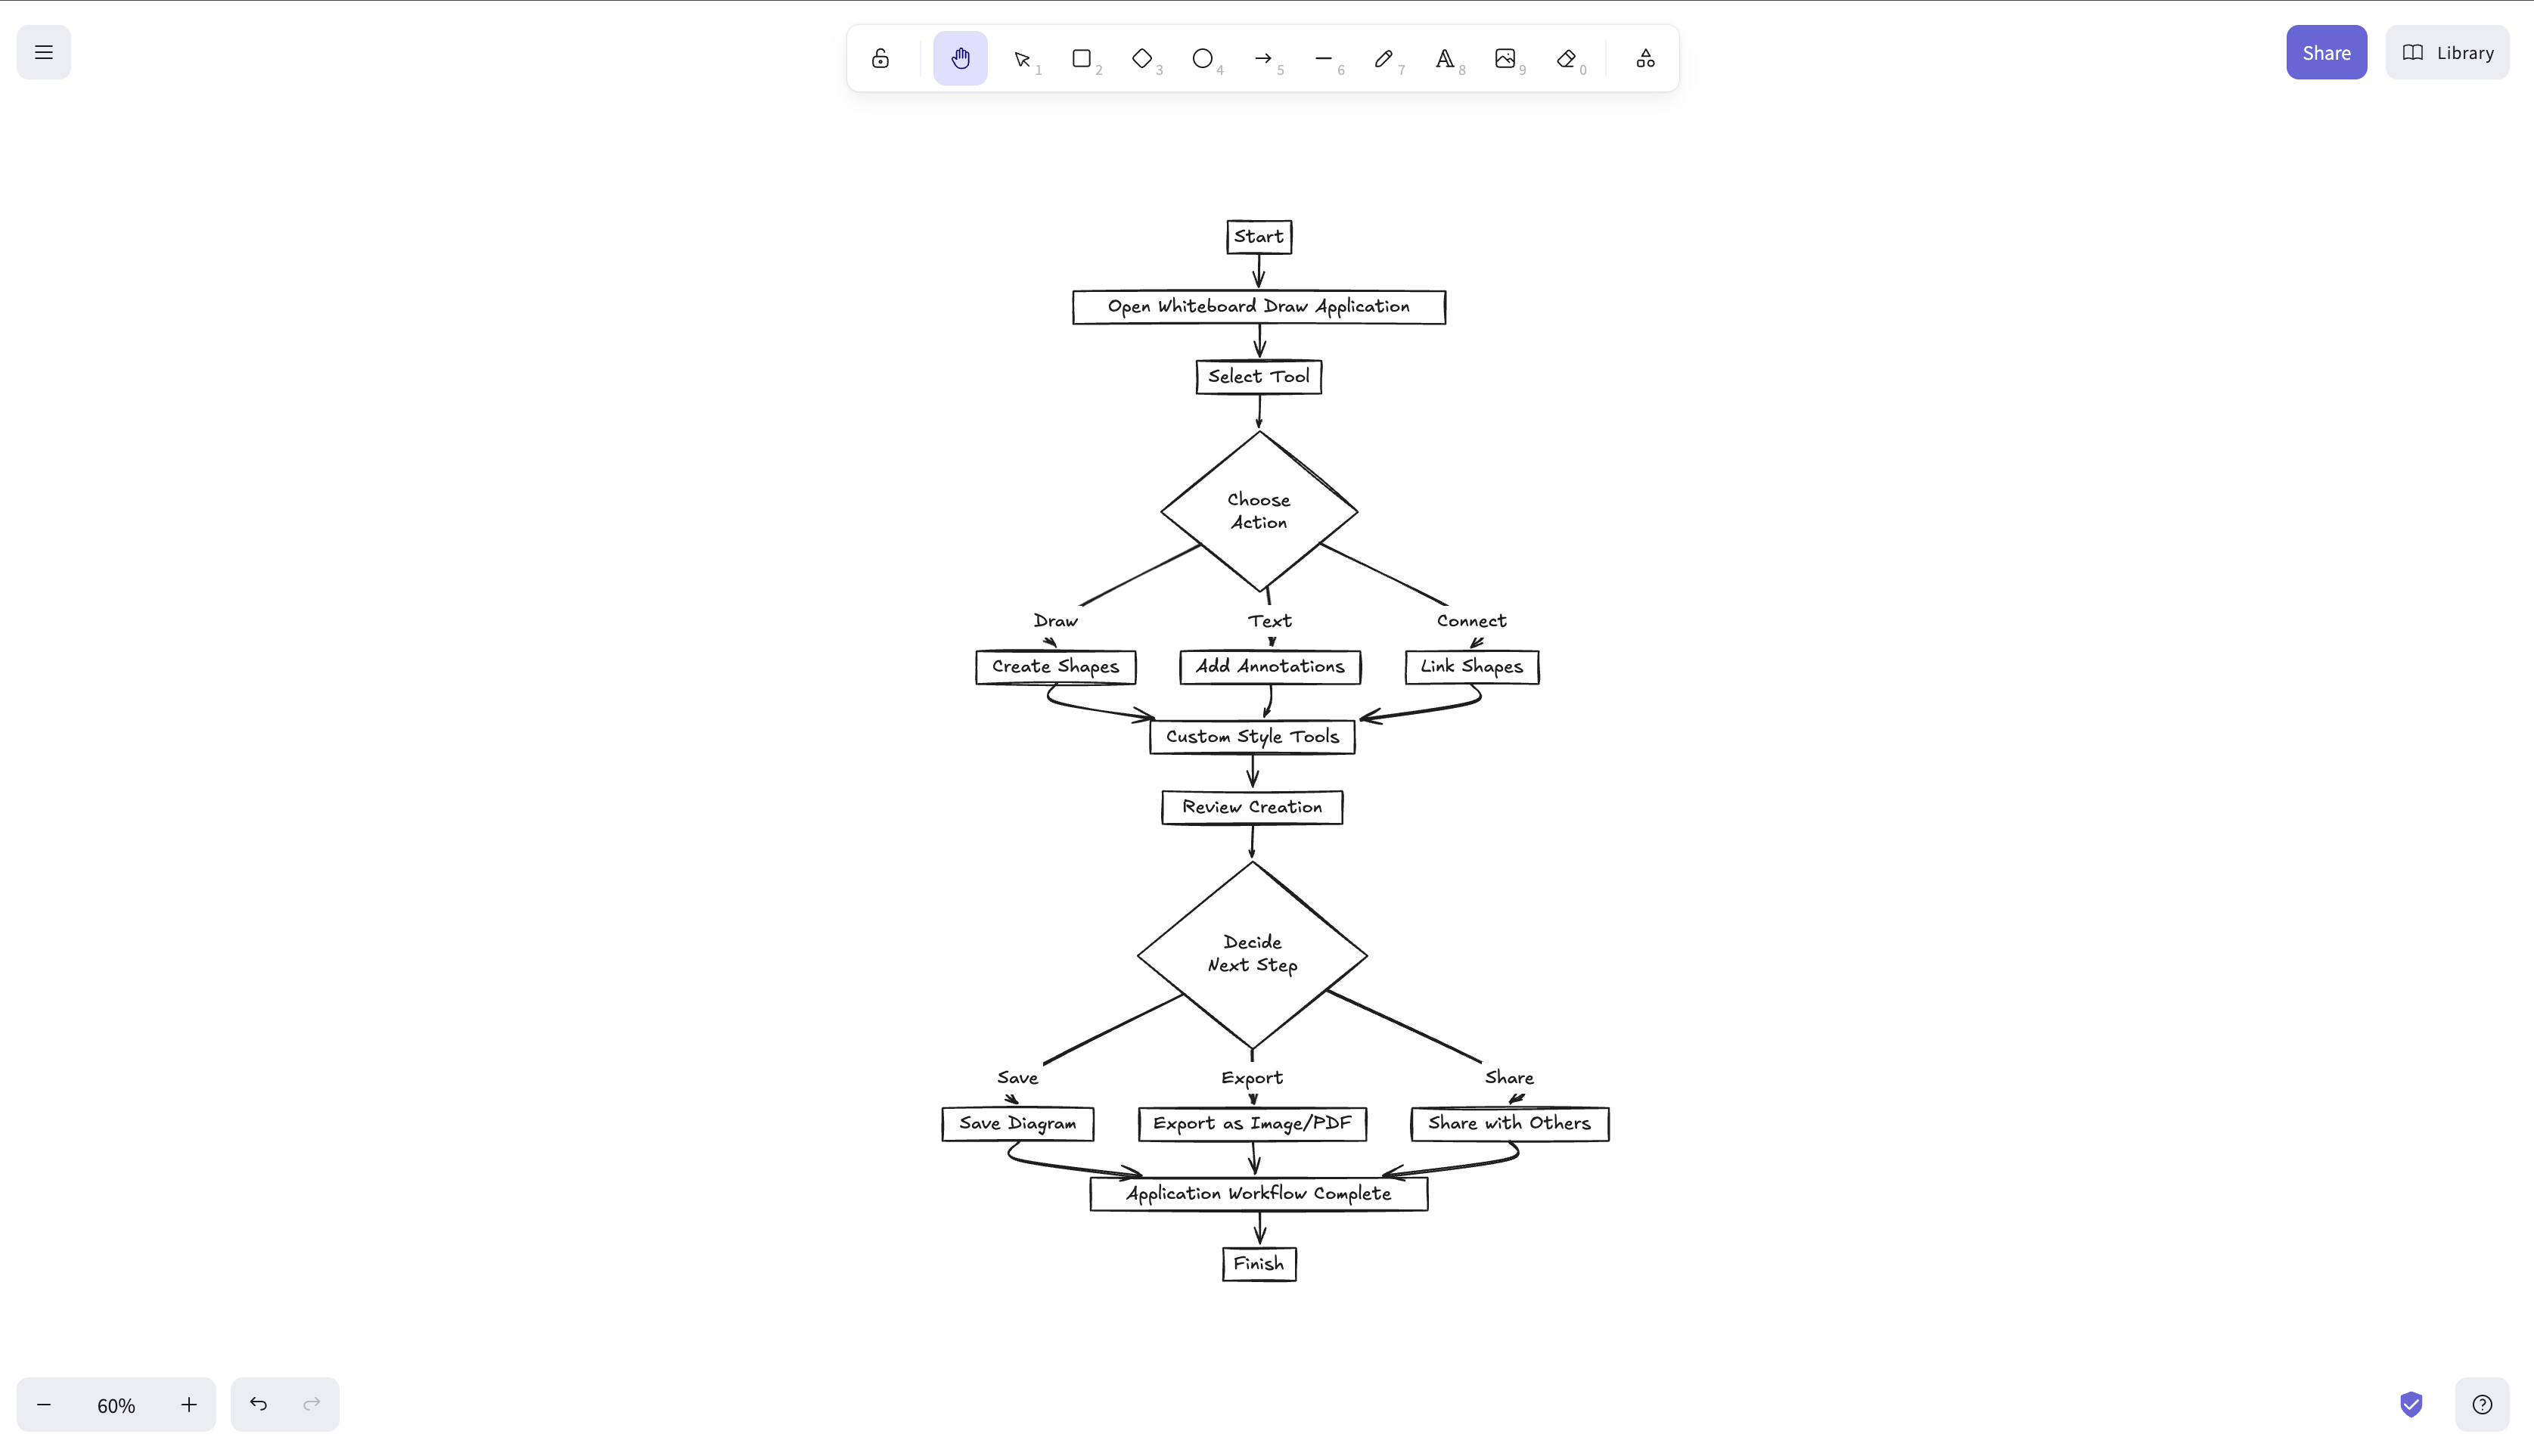 1
2
3
4
5
6
7
8
9
0
Share
Library
Start
Open Whiteboard Draw Application
Select Tool
Choose
Action
Draw
Text
Connect
Create Shapes
Add Annotations
Link Shapes
Custom Style Tools
Review Creation
Decide
Next Step
Save
Export
Share
Save Diagram
Export as Image/PDF
Share with Others
Application Workflow Complete
Finish
60%